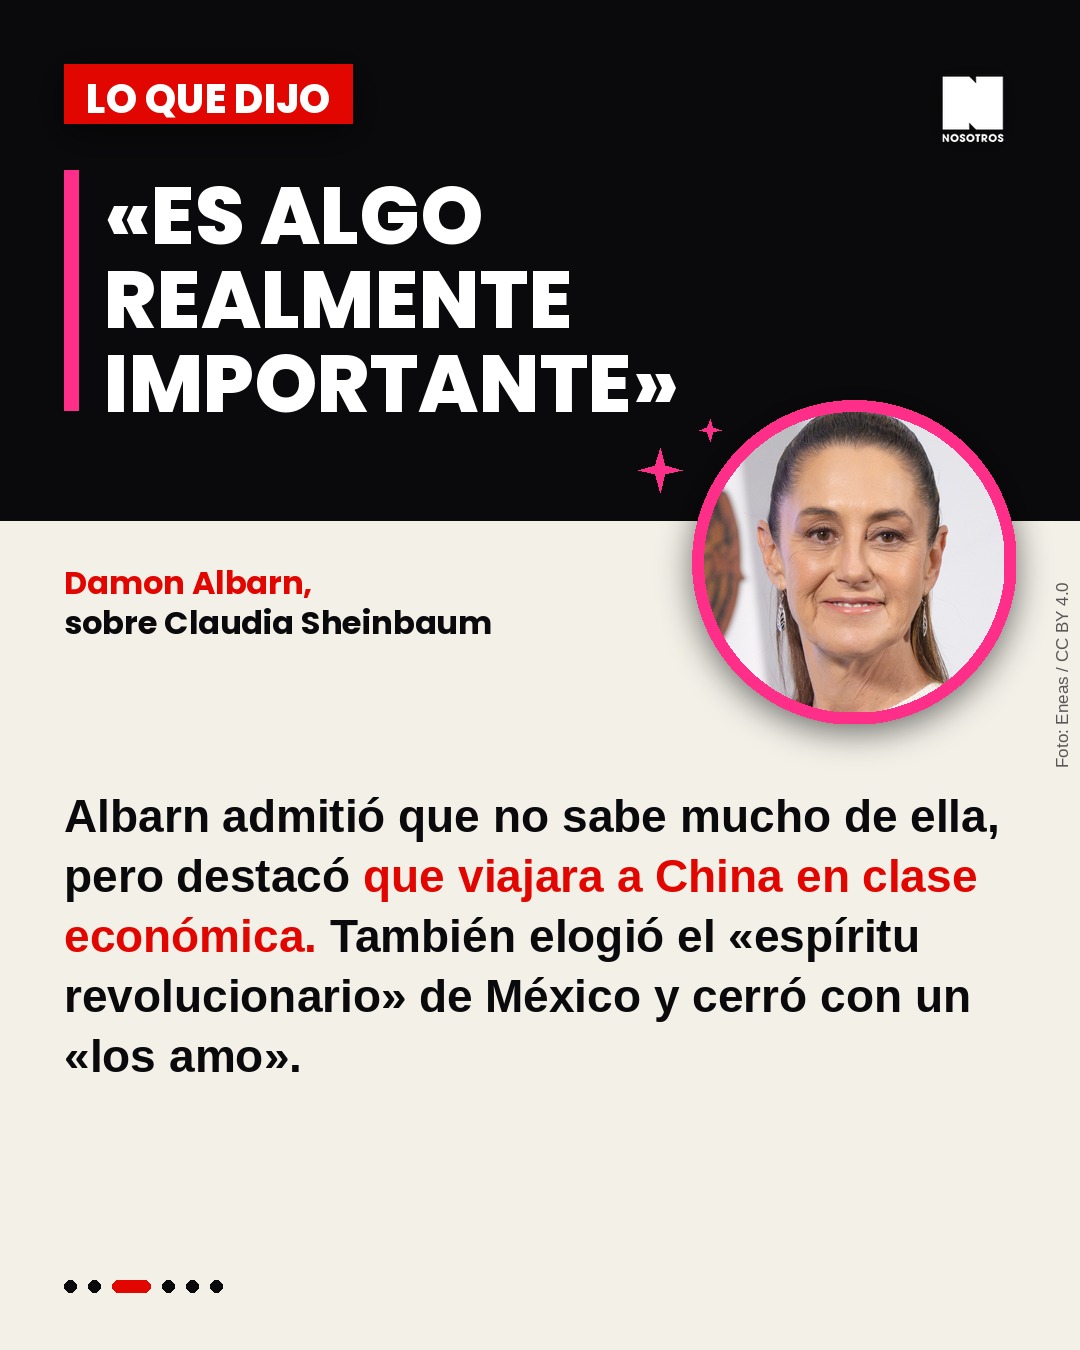 LO QUE DIJO
NOSOTROS
«ES ALGO
REALMENTE
IMPORTANTE»
Damon Albarn,
sobre Claudia Sheinbaum
Foto: Eneas / CC BY 4.0
Albarn admitió que no sabe mucho de ella,
pero destacó que viajara a China en clase
económica. También elogió el «espíritu
revolucionario» de México y cerró con un
«los amo».